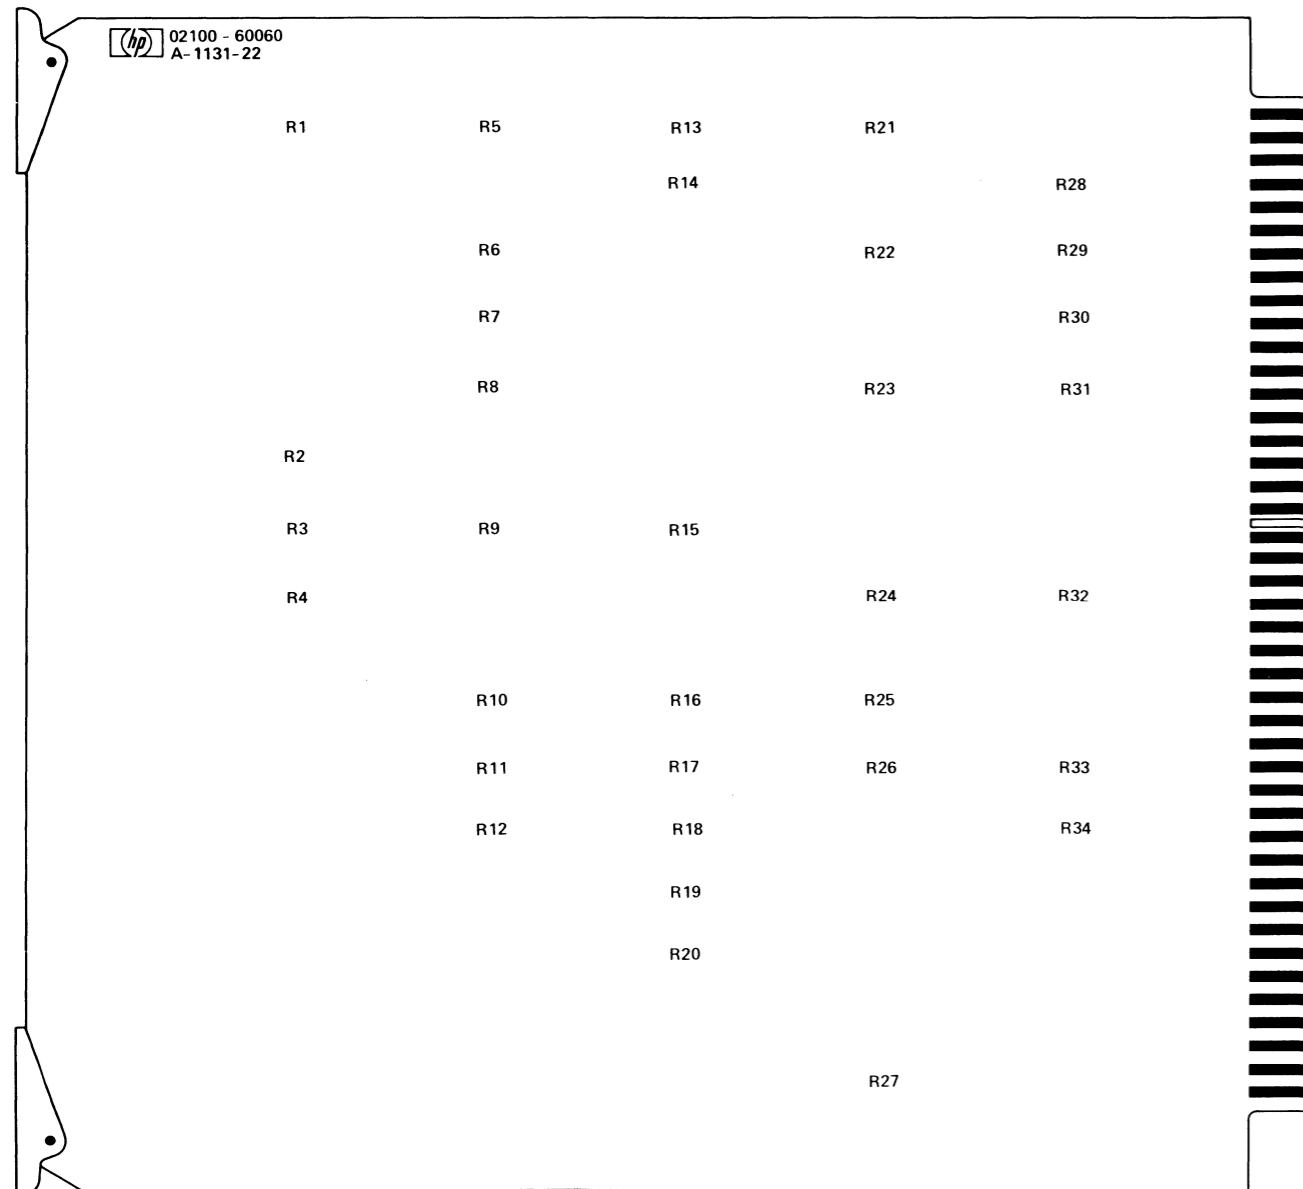 hp 02100 - 60060
A-1131-22
R1 R5 R13 R21
R14 R28
R6 R22 R29
R7 R30
R8 R23 R31
R2
R3 R9 R15
R4 R24 R32
R10 R16 R25
R11 R17 R26 R33
R12 R18 R34
R19
R20
R27